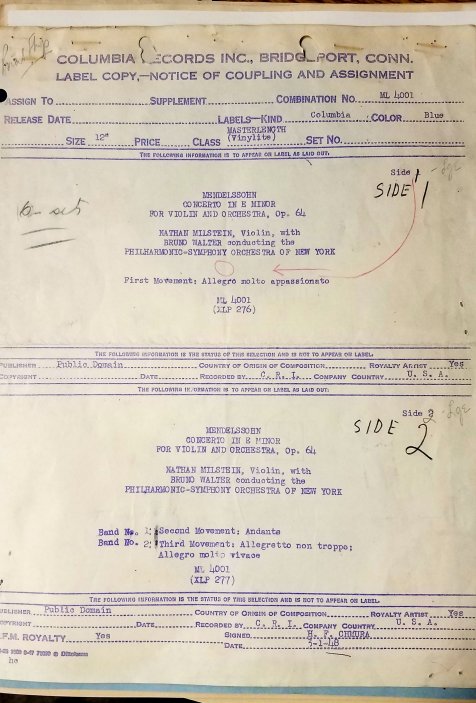 COLUMBIA RECORDS INC., BRIDGEPORT, CONN.
LABEL COPY,—NOTICE OF COUPLING AND ASSIGNMENT
ASSIGN TO SUPPLEMENT COMBINATION NO. ML 4001
RELEASE DATE LABELS—KIND Columbia COLOR Blue
SIZE 12" PRICE CLASS MASTERLENGTH (Vinylite) SET NO.
THE FOLLOWING INFORMATION IS TO APPEAR ON LABEL AS LAID OUT.
Side 1 - Lge
SIDE 1
MENDELSSOHN
CONCERTO IN E MINOR
FOR VIOLIN AND ORCHESTRA, Op. 64
NATHAN MILSTEIN, Violin, with
BRUNO WALTER conducting the
PHILHARMONIC-SYMPHONY ORCHESTRA OF NEW YORK
First Movement: Allegro molto appassionato
ML 4001
(XLP 276)
THE FOLLOWING INFORMATION IS THE STATUS OF THIS SELECTION AND IS NOT TO APPEAR ON LABEL.
PUBLISHER Public Domain COUNTRY OF ORIGIN OF COMPOSITION ROYALTY ARTIST Yes
COPYRIGHT DATE RECORDED BY C. R. I. COMPANY COUNTRY U. S. A.
THE FOLLOWING INFORMATION IS TO APPEAR ON LABEL AS LAID OUT:
Side 2 - Lge
SIDE 2
MENDELSSOHN
CONCERTO IN E MINOR
FOR VIOLIN AND ORCHESTRA, Op. 64
NATHAN MILSTEIN, Violin, with
BRUNO WALTER conducting the
PHILHARMONIC-SYMPHONY ORCHESTRA OF NEW YORK
Band No. 1: Second Movement: Andante
Band No. 2: Third Movement: Allegretto non troppo;
Allegro molto vivace
ML 4001
(XLP 277)
THE FOLLOWING INFORMATION IS THE STATUS OF THIS SELECTION AND IS NOT TO APPEAR ON LABEL.
PUBLISHER Public Domain COUNTRY OF ORIGIN OF COMPOSITION ROYALTY ARTIST Yes
COPYRIGHT DATE RECORDED BY C. R. I. COMPANY COUNTRY U. S. A.
F.M. ROYALTY Yes SIGNED
DATE 3-1-48